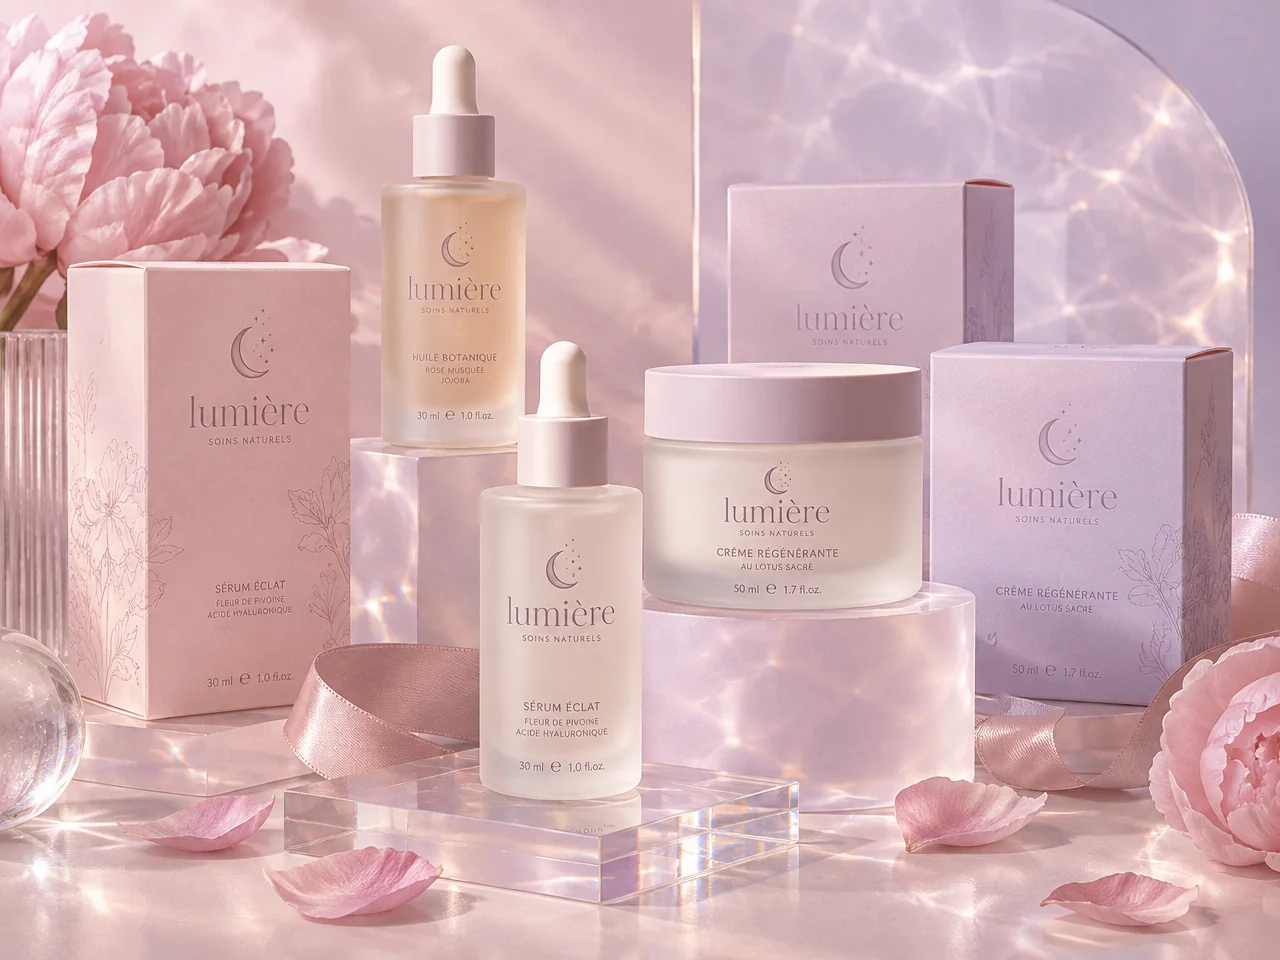 lumière
SOINS NATURELS
SÉRUM ÉCLAT
FLEUR DE PIVOINE
ACIDE HYALURONIQUE
30 ml ℮ 1.0 fl.oz.
lumière
SOINS NATURELS
HUILE BOTANIQUE
ROSE MUSQUÉE
JOJOBA
30 ml ℮ 1.0 fl.oz.
lumière
SOINS NATURELS
SÉRUM ÉCLAT
FLEUR DE PIVOINE
ACIDE HYALURONIQUE
30 ml ℮ 1.0 fl.oz.
lumière
SOINS NATURELS
CRÉME RÉGÉNÉRANTE
AU LOTUS SACRÉ
50 ml ℮ 1.7 fl.oz.
lumière
SOINS NATURELS
lumière
SOINS NATURELS
CRÉME RÉGÉNÉRANTE
AU LOTUS SACRÉ
50 ml ℮ 1.7 fl.oz.